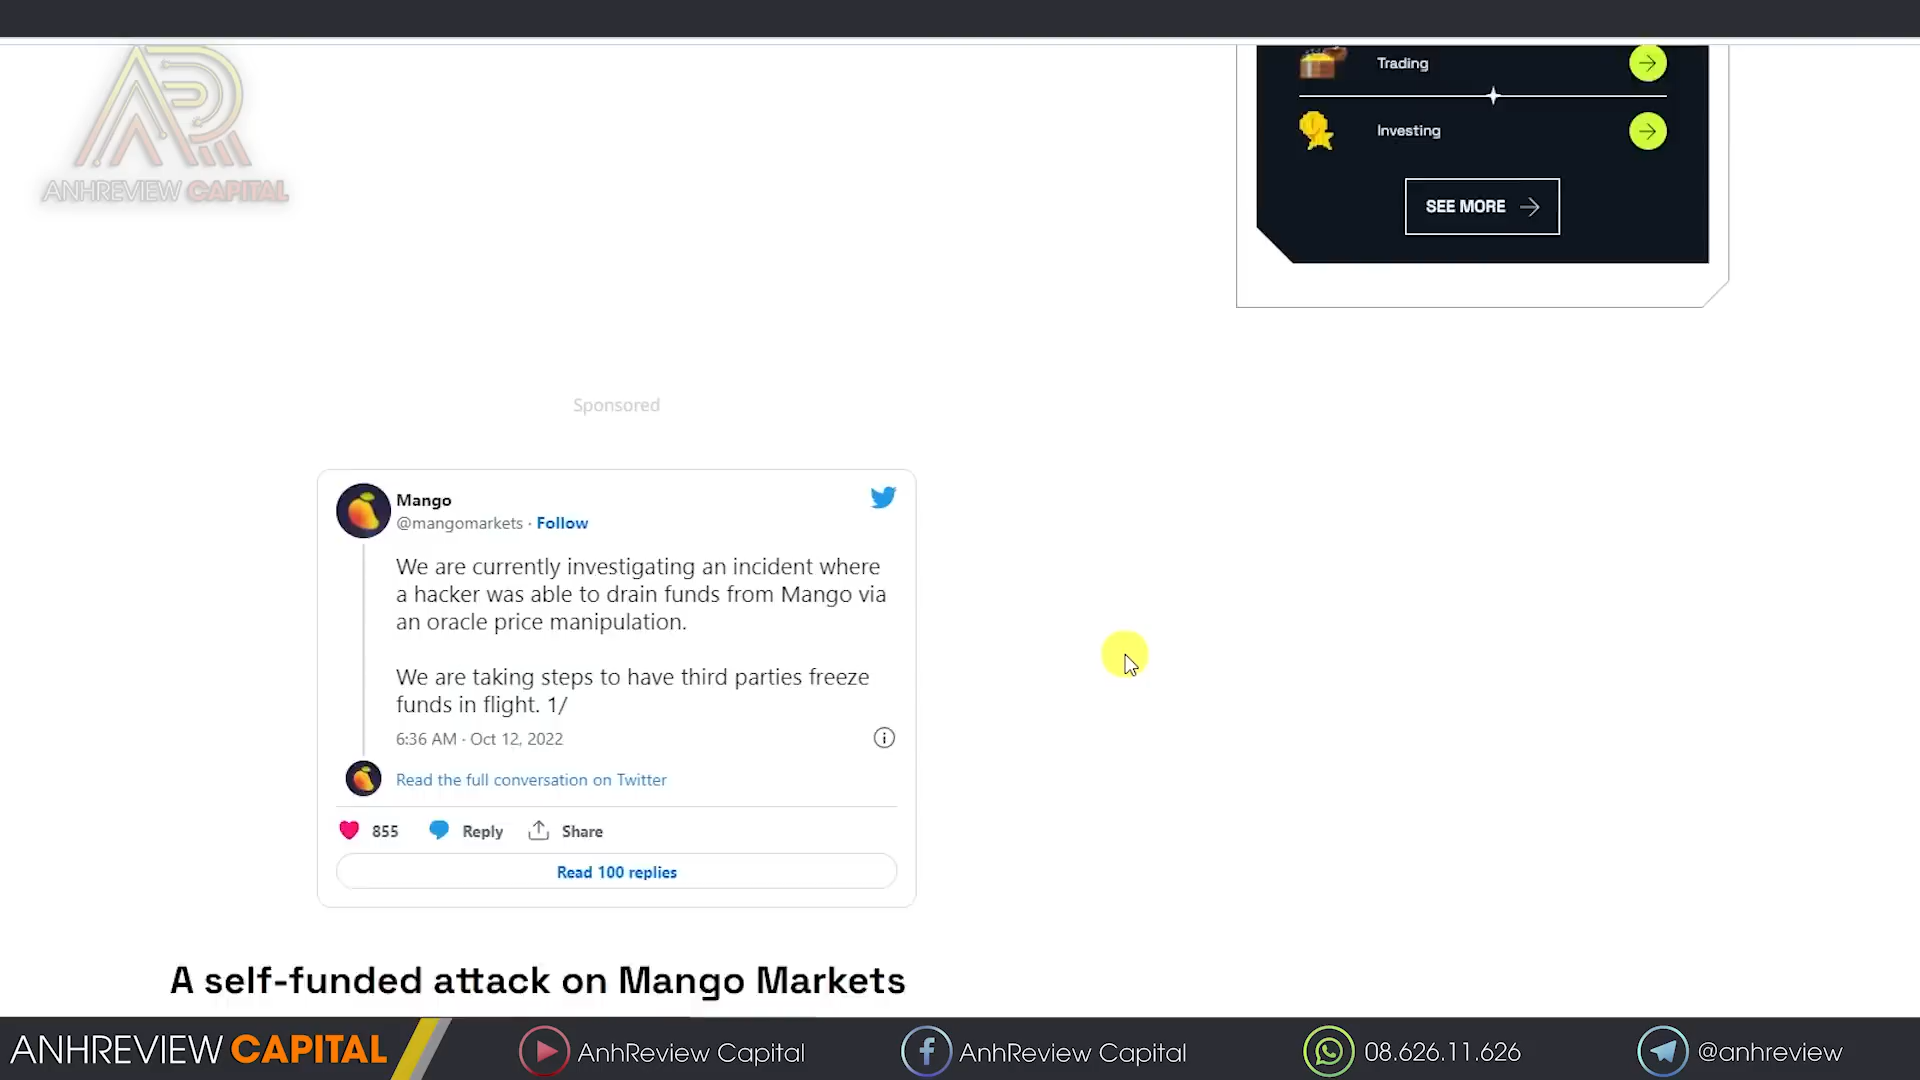 ANHREVIEW CAPITAL
Trading
Investing
SEE MORE
Sponsored
Mango
@mangomarkets · Follow
We are currently investigating an incident where
a hacker was able to drain funds from Mango via
an oracle price manipulation.
We are taking steps to have third parties freeze
funds in flight. 1/
6:36 AM · Oct 12, 2022
Read the full conversation on Twitter
855 Reply Share
Read 100 replies
A self-funded attack on Mango Markets
ANHREVIEW CAPITAL AnhReview Capital AnhReview Capital 08.626.11.626 @anhreview